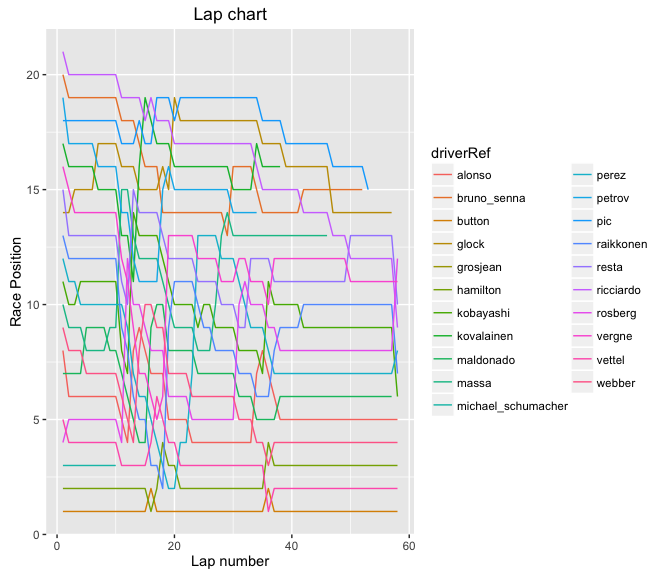 Lap chart
Race Position
20
15
10
5
0
0 20 40 60
Lap number
driverRef
alonso
bruno_senna
button
glock
grosjean
hamilton
kobayashi
kovalainen
maldonado
massa
michael_schumacher
perez
petrov
pic
raikkonen
resta
ricciardo
rosberg
vergne
vettel
webber